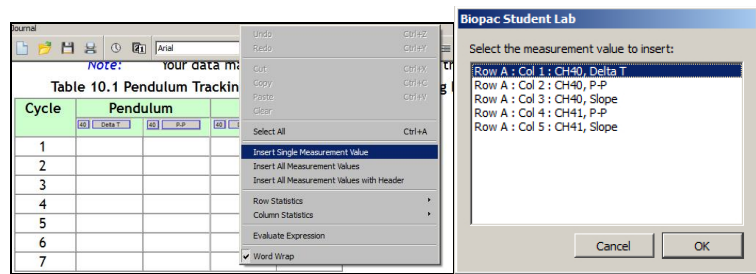 Journal
Arial
Note: Your data ma
Table 10.1 Pendulum Tracking
Cycle Pendulum
40 Delta T 40 P-P 40
1
2
3
4
5
6
7
Undo Ctrl+Z
Redo Ctrl+Y
Cut Ctrl+X
Copy Ctrl+C
Paste Ctrl+V
Clear
Select All Ctrl+A
Insert Single Measurement Value
Insert All Measurement Values
Insert All Measurement Values with Header
Row Statistics
Column Statistics
Evaluate Expression
Word Wrap
Biopac Student Lab
Select the measurement value to insert:
Row A : Col 1 : CH40, Delta T
Row A : Col 2 : CH40, P-P
Row A : Col 3 : CH40, Slope
Row A : Col 4 : CH41, P-P
Row A : Col 5 : CH41, Slope
Cancel OK